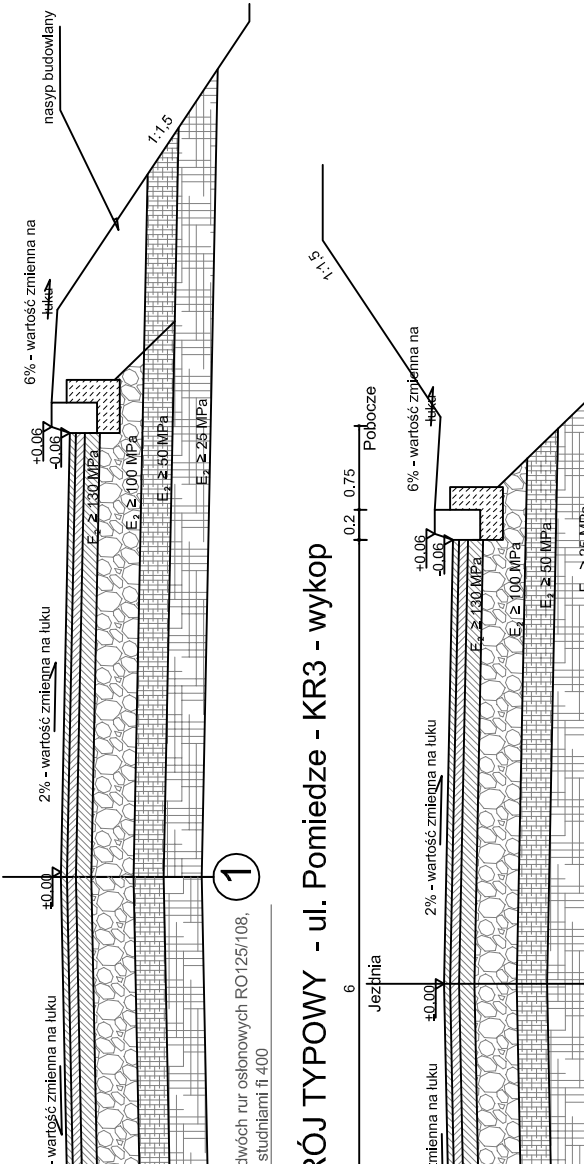 nasyp budowlany
1:1,5
6% - wartość zmienna na
łuku
+0.06
-0.06
E₂ ≥ 130 MPa
E₂ ≥ 100 MPa
E₂ ≥ 50 MPa
E₂ ≥ 25 MPa
2% - wartość zmienna na łuku
±0.00
- wartość zmienna na łuku
1
dwóch rur osłonowych RO125/108,
studniami fi 400
RÓJ TYPOWY - ul. Pomiedze - KR3 - wykop
1:1,5
6% - wartość zmienna na
łuku
Pobocze
0.75
0.2
+0.06
-0.06
E₂ ≥ 130 MPa
E₂ ≥ 100 MPa
E₂ ≥ 50 MPa
2% - wartość zmienna na łuku
6
Jezdnia
±0.00
mienna na łuku